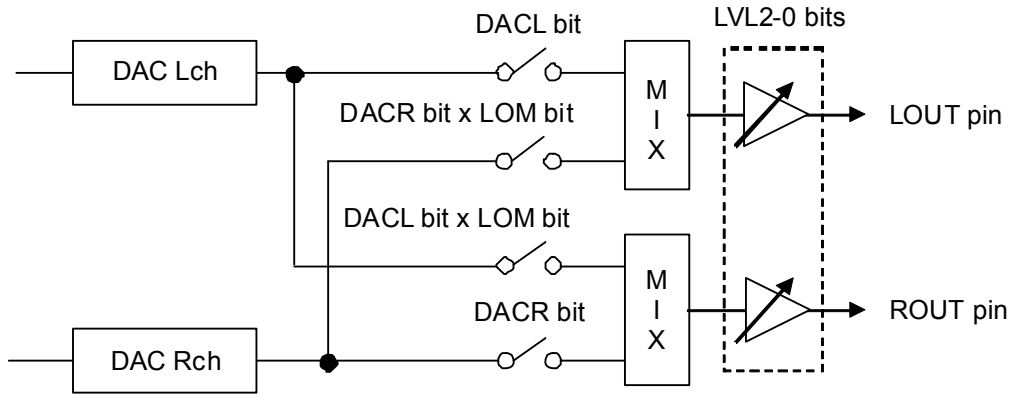 DACL bit
LVL2-0 bits
DAC Lch
DACR bit x LOM bit
M
I
X
LOUT pin
DACL bit x LOM bit
M
I
X
DACR bit
ROUT pin
DAC Rch